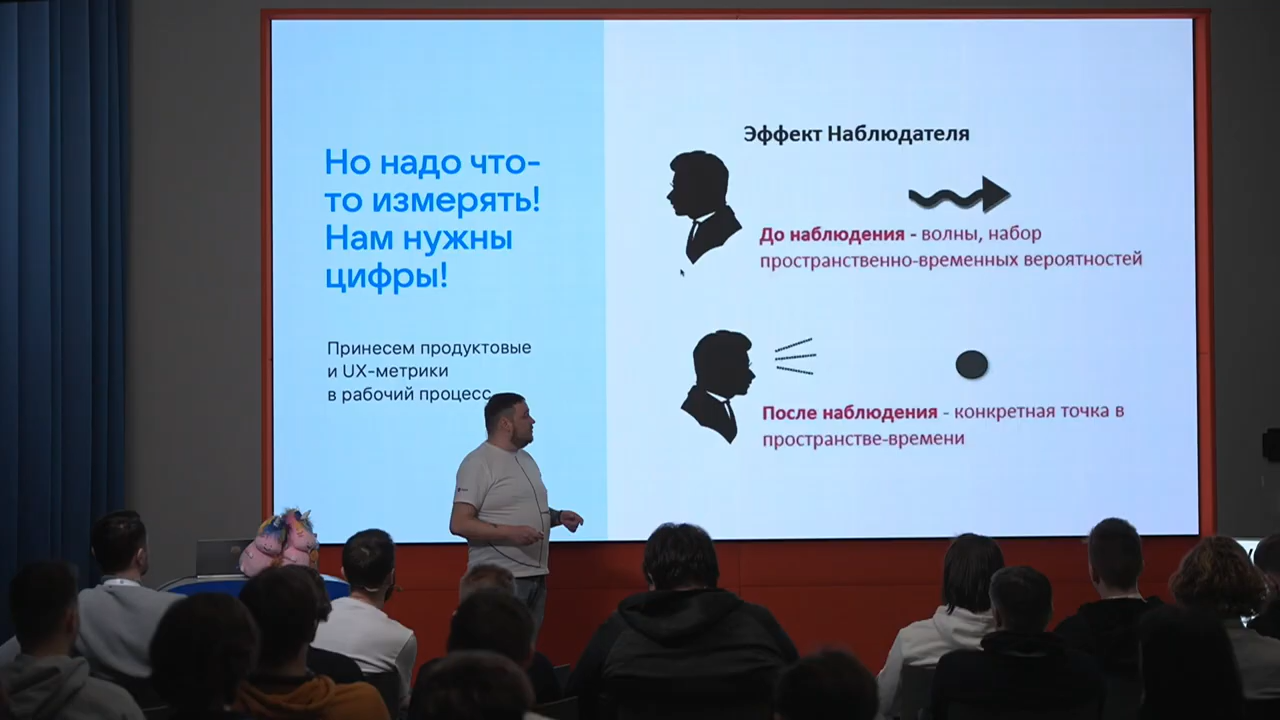 Но надо что-
то измерять!
Нам нужны
цифры!
Принесем продуктовые
и UX-метрики
в рабочий процесс
Эффект Наблюдателя
До наблюдения - волны, набор
пространственно-временных вероятностей
После наблюдения - конкретная точка в
пространстве-времени